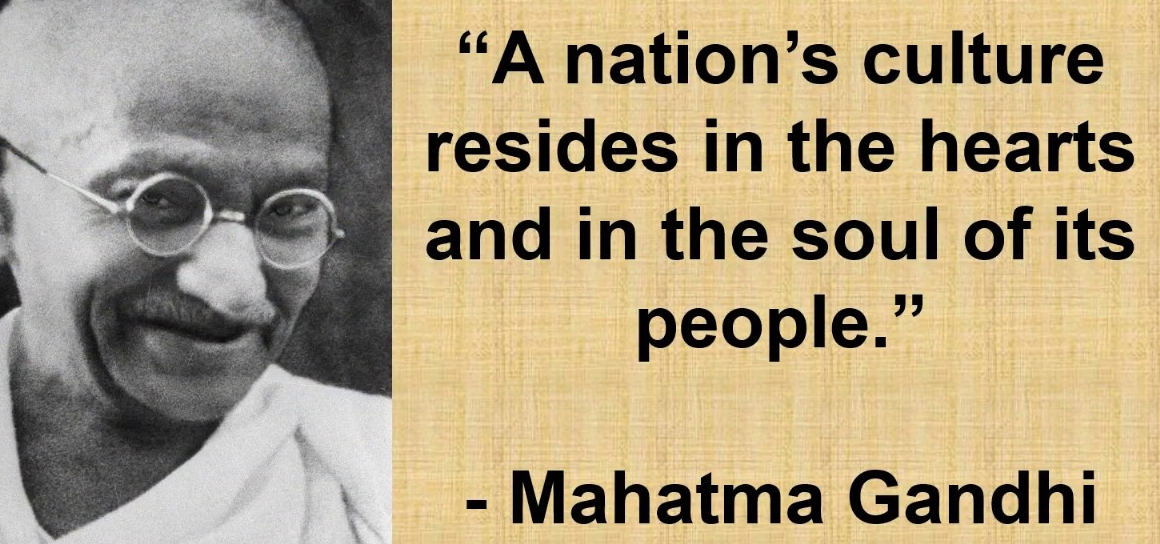 “A nation’s culture
resides in the hearts
and in the soul of its
people.”
- Mahatma Gandhi